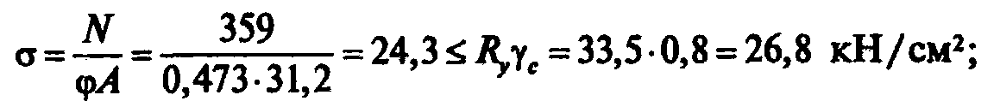 σ = N/φA = 359/0,473·31,2 = 24,3 ≤ R_yγ_c = 33,5·0,8 = 26,8 кН/см²;